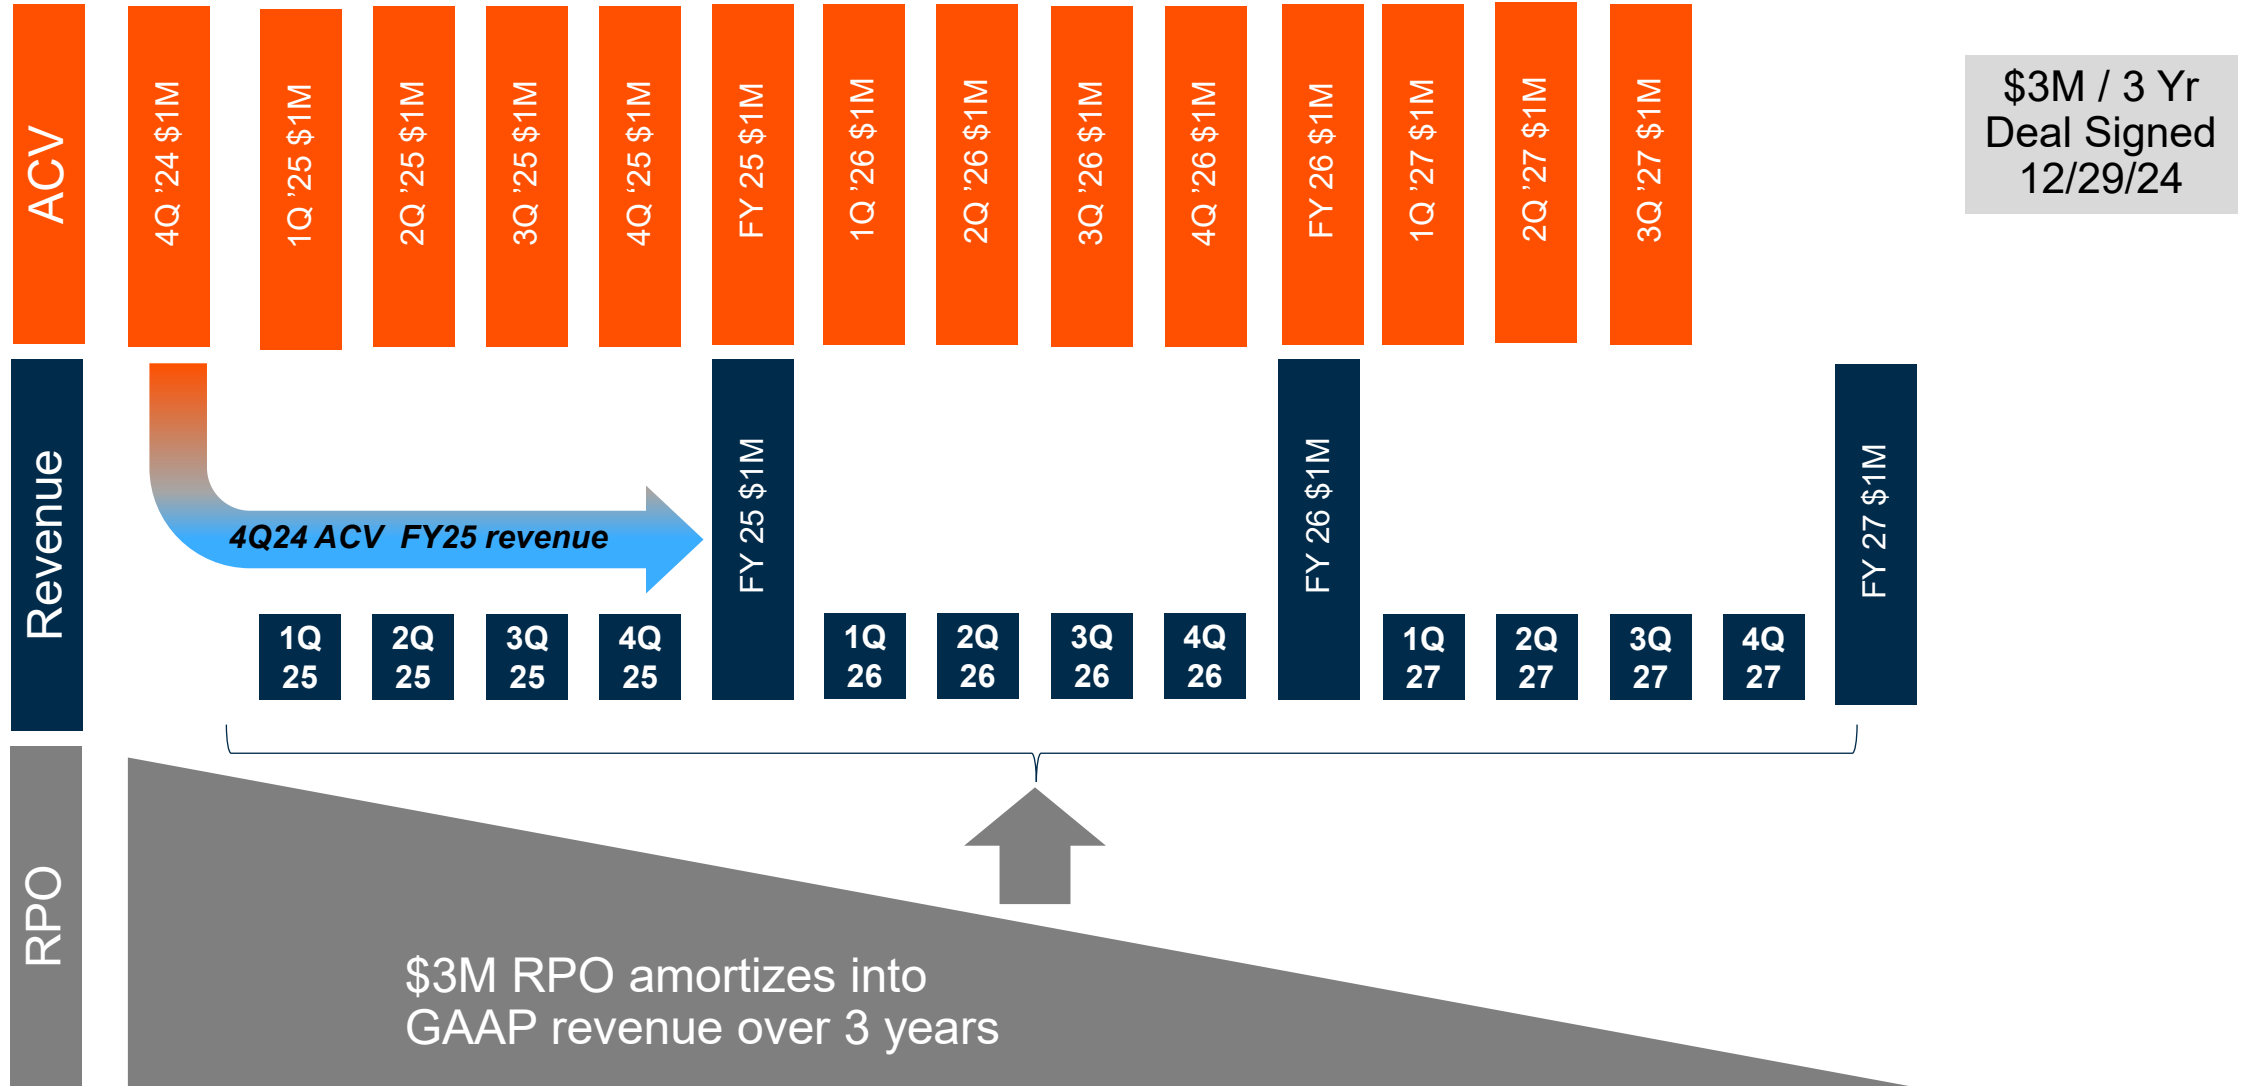 ACV
4Q ’24 $1M
1Q ’25 $1M
2Q ’25 $1M
3Q ’25 $1M
4Q ‘25 $1M
FY 25 $1M
1Q ’26 $1M
2Q ’26 $1M
3Q ’26 $1M
4Q ’26 $1M
FY 26 $1M
1Q ’27 $1M
2Q ’27 $1M
3Q ’27 $1M
$3M / 3 Yr
Deal Signed
12/29/24
Revenue
4Q24 ACV  FY25 revenue
1Q
25
2Q
25
3Q
25
4Q
25
FY 25 $1M
1Q
26
2Q
26
3Q
26
4Q
26
FY 26 $1M
1Q
27
2Q
27
3Q
27
4Q
27
FY 27 $1M
RPO
$3M RPO amortizes into
GAAP revenue over 3 years